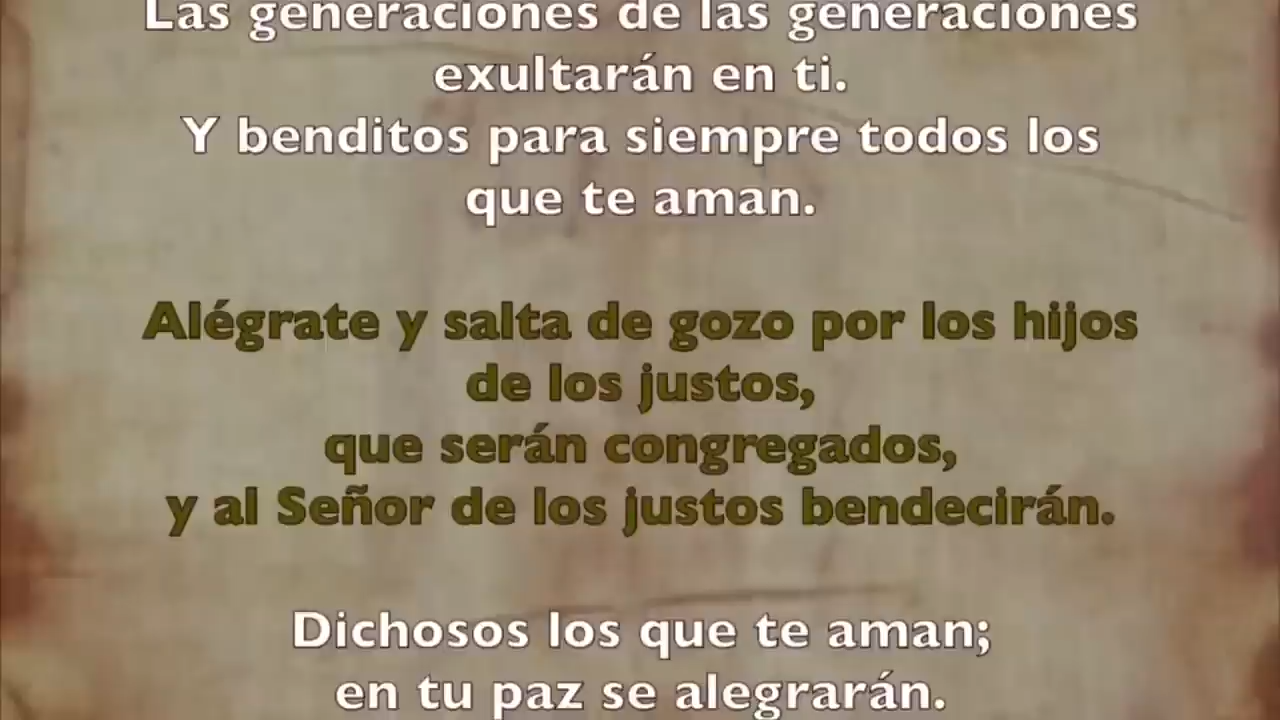 Las generaciones de las generaciones
exultarán en ti.
Y benditos para siempre todos los
que te aman.
Alégrate y salta de gozo por los hijos
de los justos,
que serán congregados,
y al Señor de los justos bendecirán.
Dichosos los que te aman;
en tu paz se alegrarán.